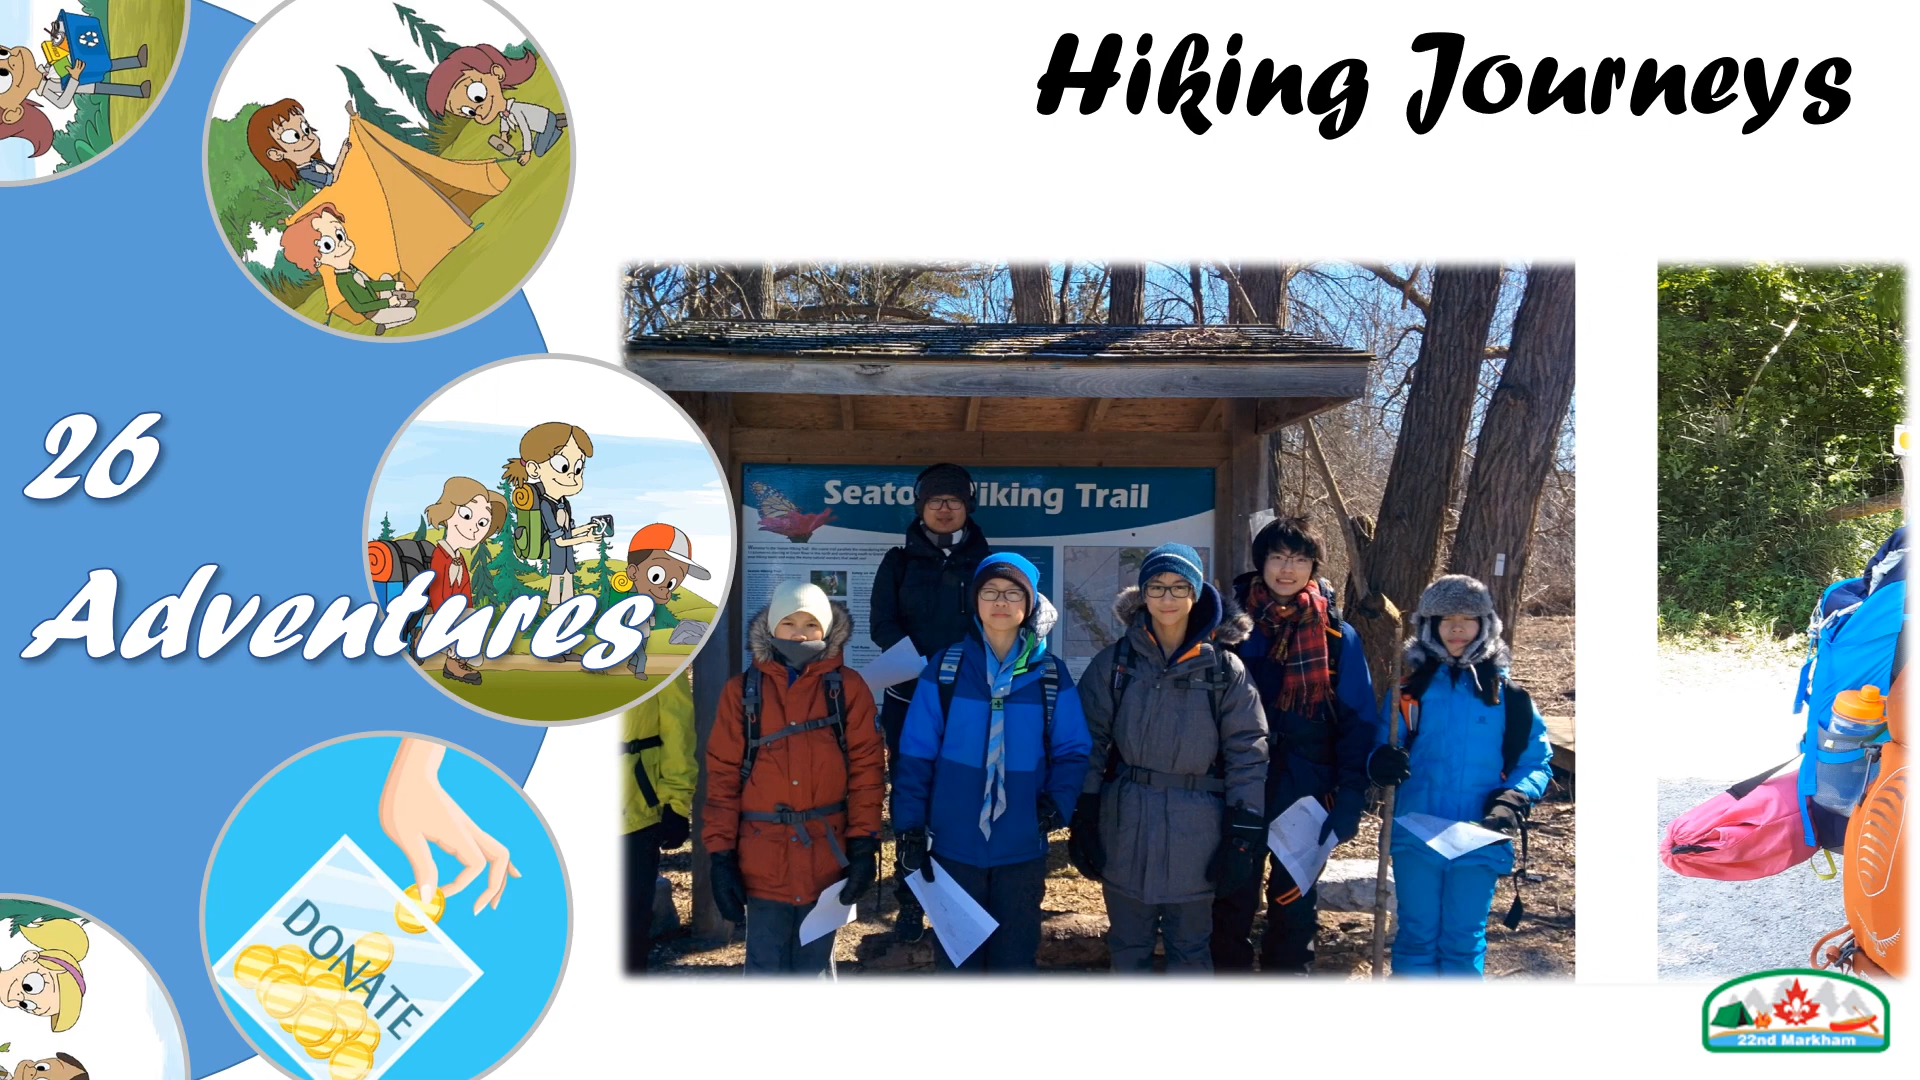 Hiking Journeys
26
Adventures
Seato iking Trail
DONATE
22nd Markham